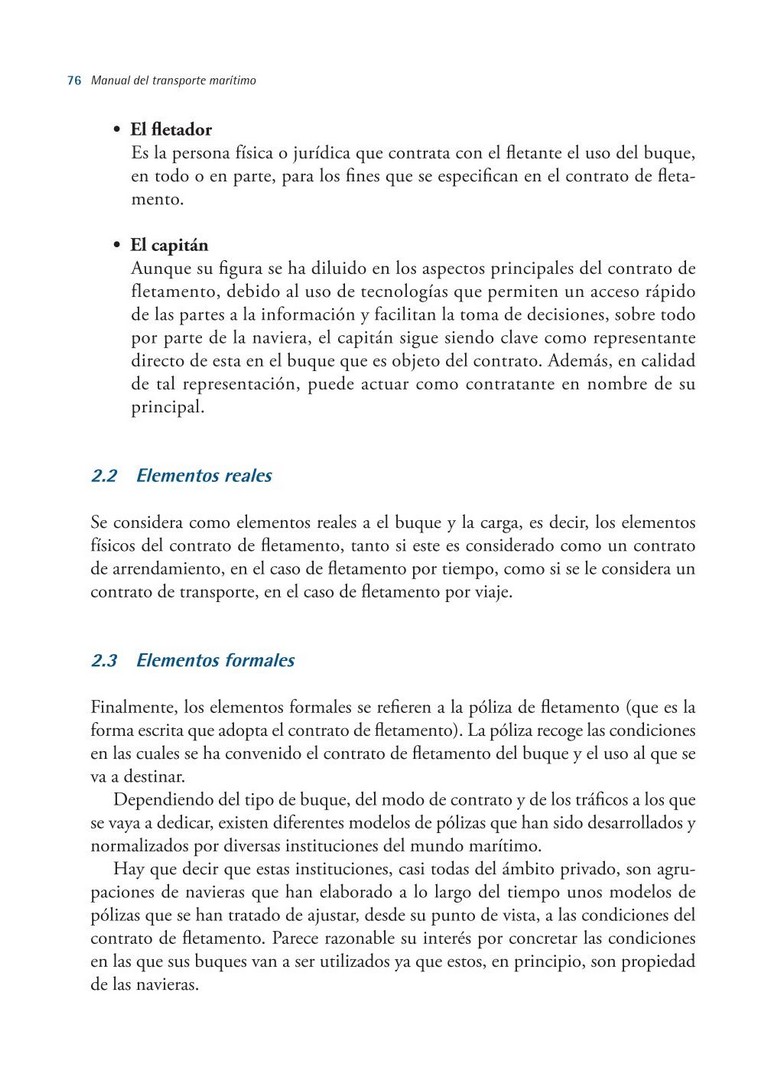 76 Manual del transporte marítimo
• El fletador
Es la persona física o jurídica que contrata con el fletante el uso del buque,
en todo o en parte, para los fines que se especifican en el contrato de fleta-
mento.
• El capitán
Aunque su figura se ha diluido en los aspectos principales del contrato de
fletamento, debido al uso de tecnologías que permiten un acceso rápido
de las partes a la información y facilitan la toma de decisiones, sobre todo
por parte de la naviera, el capitán sigue siendo clave como representante
directo de esta en el buque que es objeto del contrato. Además, en calidad
de tal representación, puede actuar como contratante en nombre de su
principal.
2.2 Elementos reales
Se considera como elementos reales a el buque y la carga, es decir, los elementos
físicos del contrato de fletamento, tanto si este es considerado como un contrato
de arrendamiento, en el caso de fletamento por tiempo, como si se le considera un
contrato de transporte, en el caso de fletamento por viaje.
2.3 Elementos formales
Finalmente, los elementos formales se refieren a la póliza de fletamento (que es la
forma escrita que adopta el contrato de fletamento). La póliza recoge las condiciones
en las cuales se ha convenido el contrato de fletamento del buque y el uso al que se
va a destinar.
Dependiendo del tipo de buque, del modo de contrato y de los tráficos a los que
se vaya a dedicar, existen diferentes modelos de pólizas que han sido desarrollados y
normalizados por diversas instituciones del mundo marítimo.
Hay que decir que estas instituciones, casi todas del ámbito privado, son agru-
paciones de navieras que han elaborado a lo largo del tiempo unos modelos de
pólizas que se han tratado de ajustar, desde su punto de vista, a las condiciones del
contrato de fletamento. Parece razonable su interés por concretar las condiciones
en las que sus buques van a ser utilizados ya que estos, en principio, son propiedad
de las navieras.